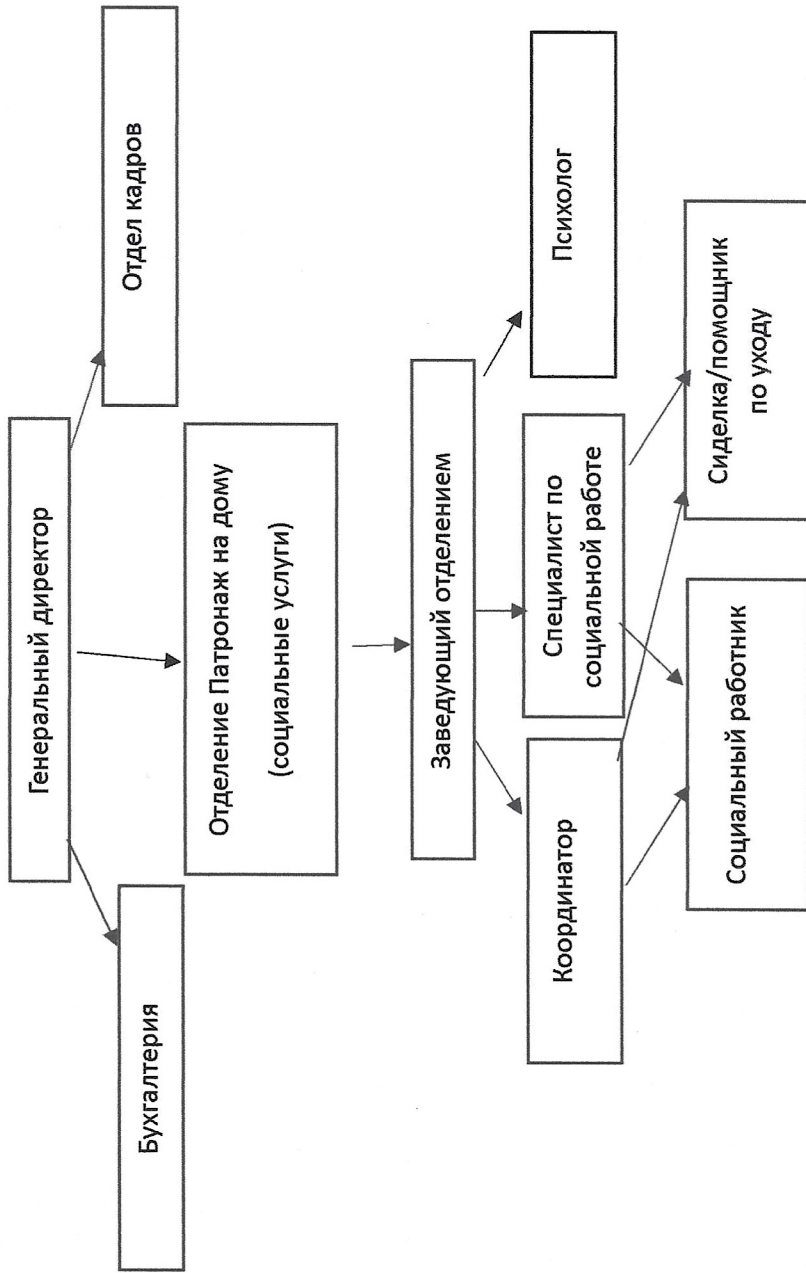 Генеральный директор
Бухгалтерия
Отдел кадров
Отделение Патронаж на дому
(социальные услуги)
Заведующий отделением
Координатор
Специалист по
социальной работе
Психолог
Социальный работник
Сиделка/помощник
по уходу